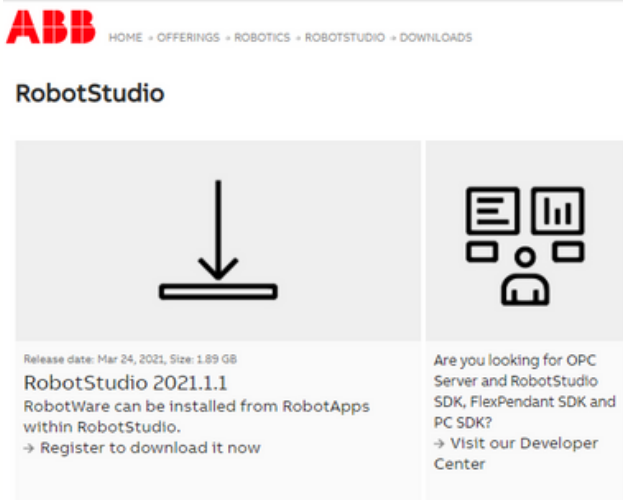 ABB
HOME → OFFERINGS → ROBOTICS → ROBOTSTUDIO → DOWNLOADS
RobotStudio
Release date: Mar 24, 2021, Size: 1.89 GB
RobotStudio 2021.1.1
RobotWare can be installed from RobotApps
within RobotStudio.
→ Register to download it now
Are you looking for OPC
Server and RobotStudio
SDK, FlexPendant SDK and
PC SDK?
→ Visit our Developer
Center